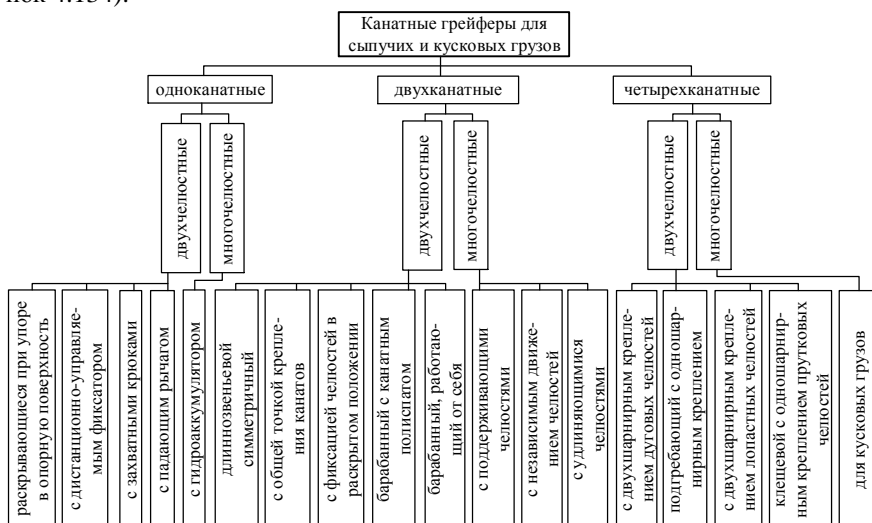 нок 4.134).
Канатные грейферы для
сыпучих и кусковых грузов
одноканатные
двухканатные
четырехканатные
двухчелюстные
многочелюстные
двухчелюстные
многочелюстные
двухчелюстные
многочелюстные
раскрывающиеся при упоре
в опорную поверхность
с дистанционно-управляе-
мым фиксатором
с захватными крюками
с падающим рычагом
с гидроаккумулятором
длиннозвеньевой
симметричный
с общей точкой крепле-
ния канатов
с фиксацией челюстей в
раскрытом положении
барабанный с канатным
полиспатом
барабанный, работаю-
щий от себя
с поддерживающими
челюстями
с независимым движе-
нием челюстей
с удлиняющимися
челюстями
с двухшарнирным крепле-
нием дуговых челюстей
подгребающий с одношар-
нирным креплением
с двухшарнирным крепле-
нием лопастных челюстей
клещевой с одношарнир-
ным креплением прутковых
челюстей
для кусковых грузов